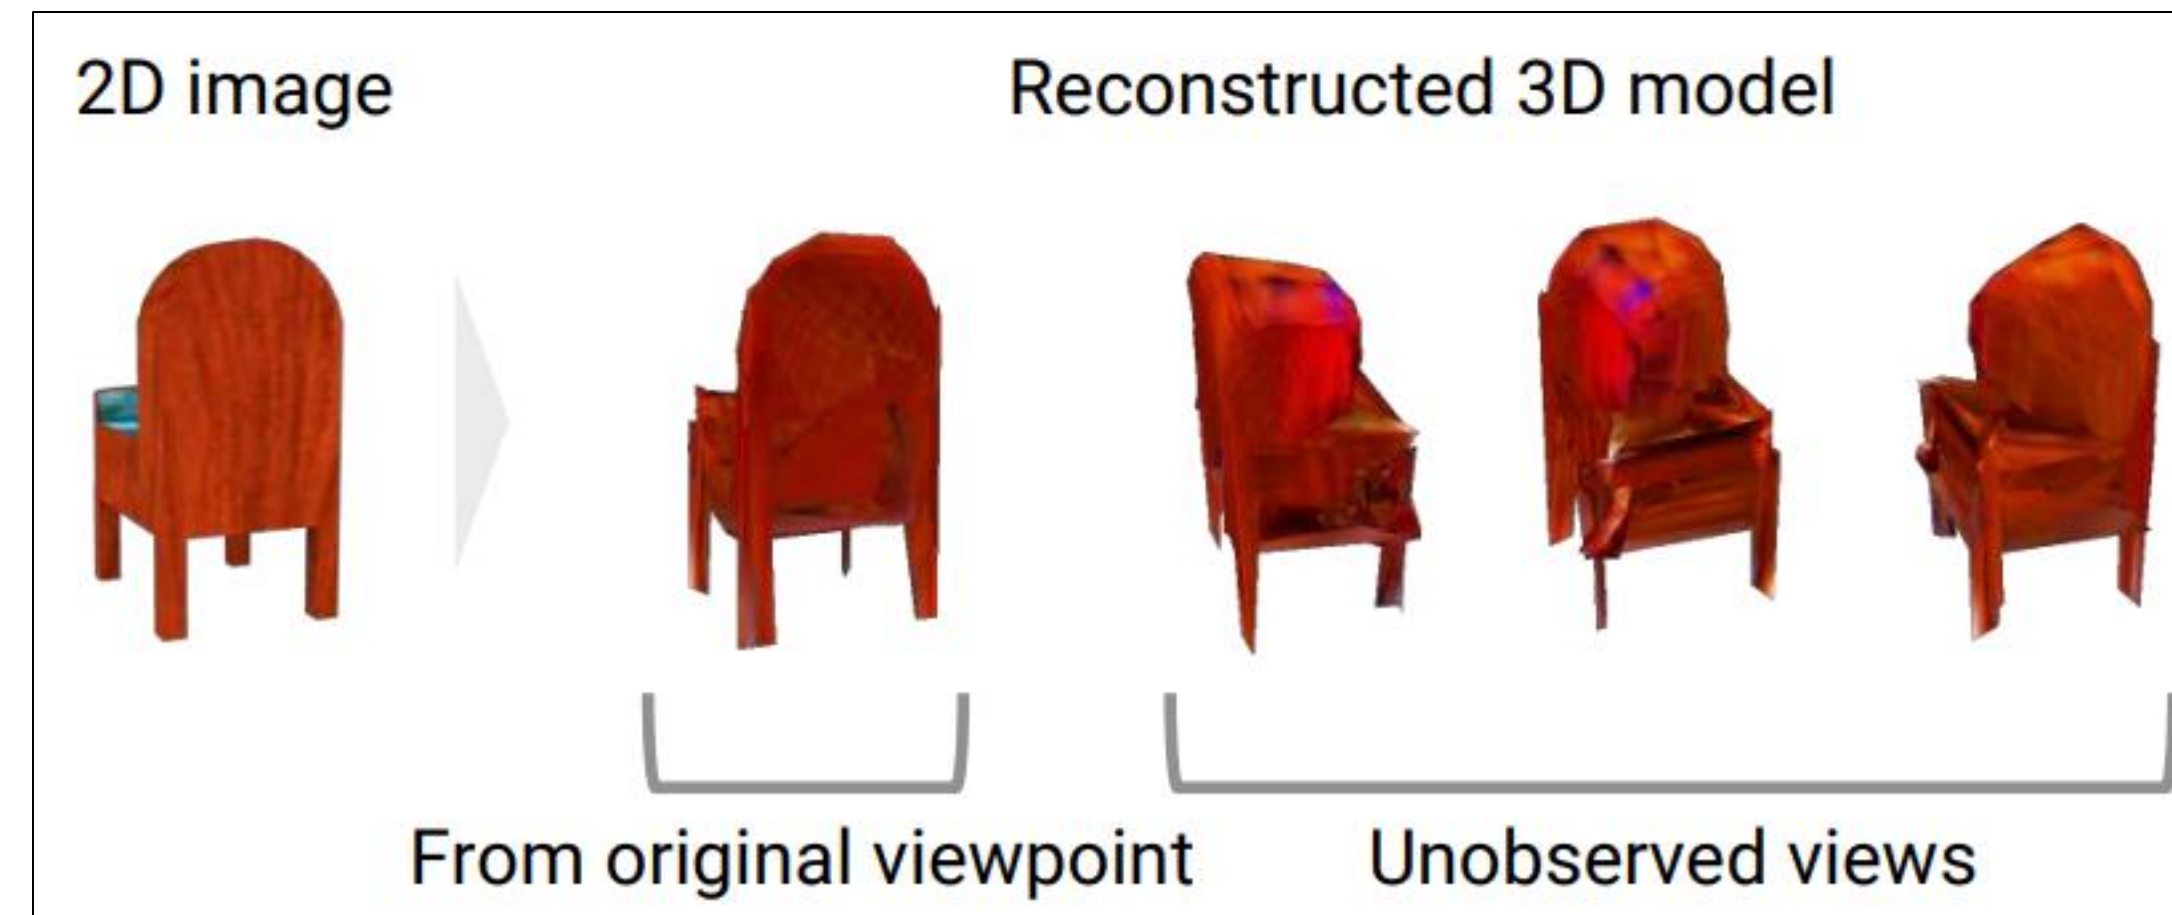 2D image
Reconstructed 3D model
From original viewpoint
Unobserved views